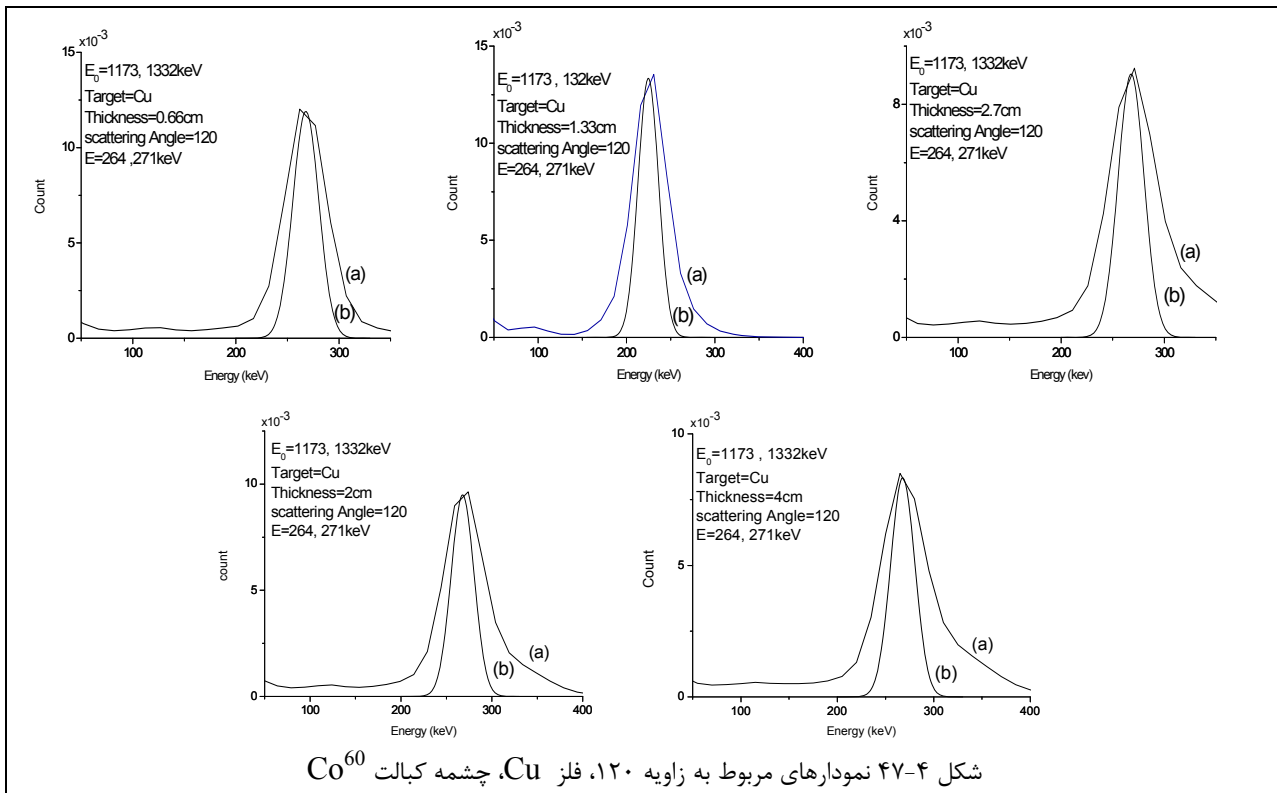 x10⁻³
15
10
5
0
Count
E₀=1173, 1332keV
Target=Cu
Thickness=0.66cm
scattering Angle=120
E=264 ,271keV
(a)
(b)
200
300
Energy (keV)
x10⁻³
15
10
5
0
Count
E₀=1173 , 132keV
Target=Cu
Thickness=1.33cm
scattering Angle=120
E=264, 271keV
(a)
(b)
100
200
300
400
Energy (keV)
x10⁻³
8
4
0
Count
E₀=1173, 1332keV
Target=Cu
Thickness=2.7cm
scattering Angle=120
E=264, 271keV
(a)
(b)
100
200
300
Energy (kev)
x10⁻³
10
5
0
count
E₀=1173, 1332keV
Target=Cu
Thickness=2cm
scattering Angle=120
E=264, 271keV
(a)
(b)
100
200
300
400
Energy (keV)
x10⁻³
10
5
0
Count
E₀=1173 , 1332keV
Target=Cu
Thickness=4cm
scattering Angle=120
E=264, 271keV
(a)
(b)
100
200
300
400
Energy (keV)
شکل ۴-۴۷ نمودارهای مربوط به زاویه ۱۲۰، فلز Cu، چشمه کبالت Co⁶⁰